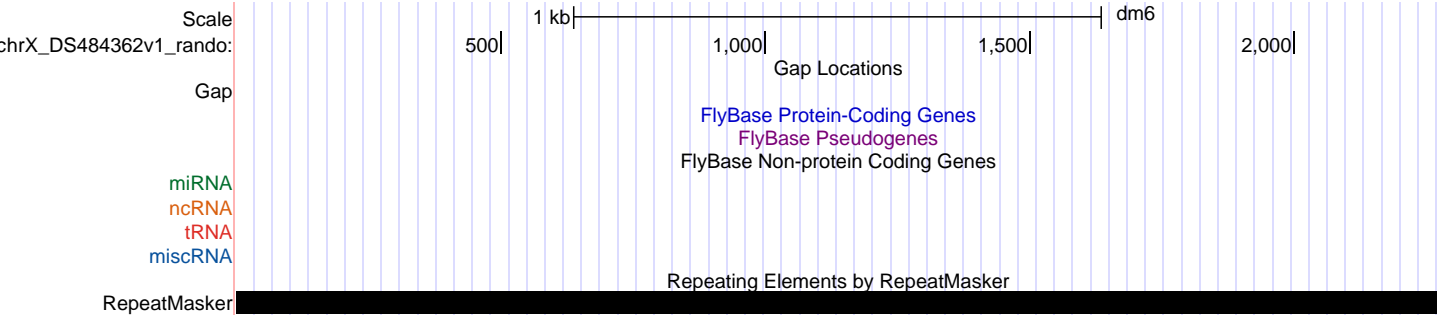 Scale 1 kb dm6
chrX_DS484362v1_rando: 500 1,000 1,500 2,000
Gap Locations
Gap
FlyBase Protein-Coding Genes
FlyBase Pseudogenes
FlyBase Non-protein Coding Genes
miRNA
ncRNA
tRNA
miscRNA
Repeating Elements by RepeatMasker
RepeatMasker